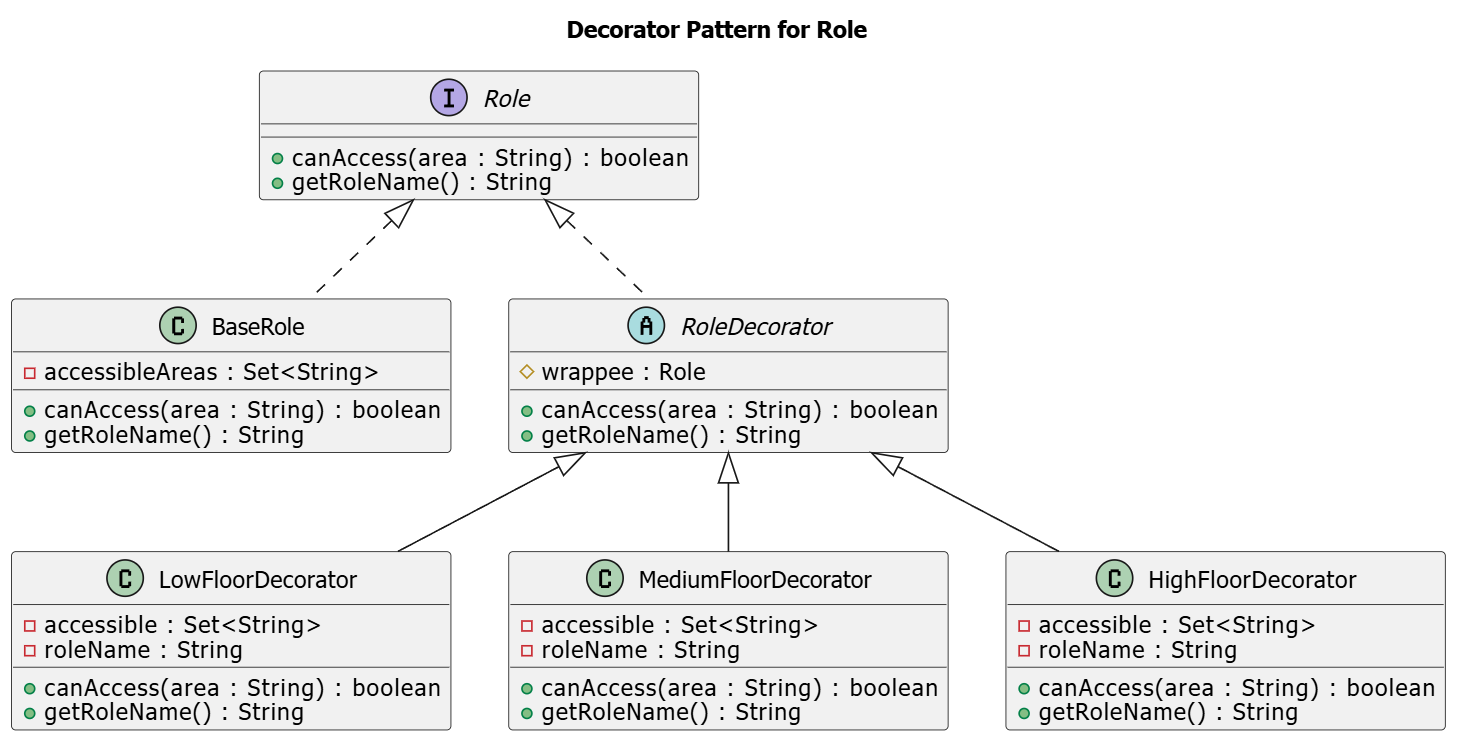 Decorator Pattern for Role
I Role
canAccess(area : String) : boolean
getRoleName() : String
C BaseRole
accessibleAreas : Set<String>
canAccess(area : String) : boolean
getRoleName() : String
A RoleDecorator
wrappee : Role
canAccess(area : String) : boolean
getRoleName() : String
C LowFloorDecorator
accessible : Set<String>
roleName : String
canAccess(area : String) : boolean
getRoleName() : String
C MediumFloorDecorator
accessible : Set<String>
roleName : String
canAccess(area : String) : boolean
getRoleName() : String
C HighFloorDecorator
accessible : Set<String>
roleName : String
canAccess(area : String) : boolean
getRoleName() : String